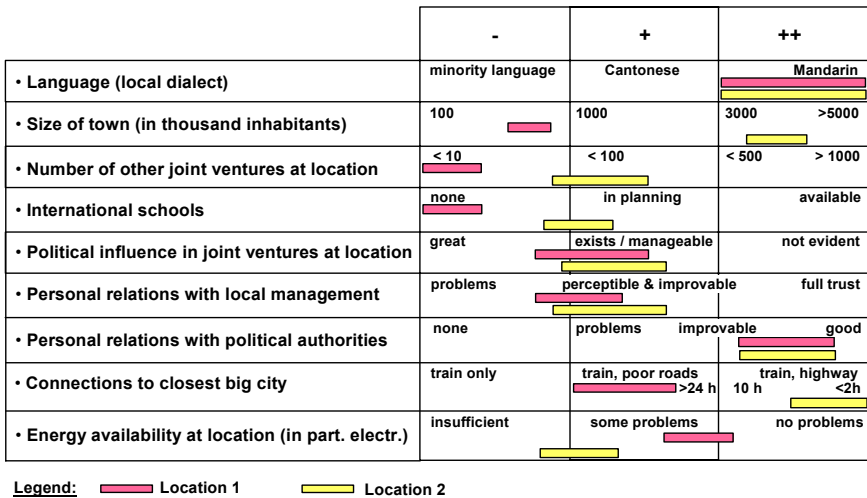 - + ++
• Language (local dialect) minority language Cantonese Mandarin
• Size of town (in thousand inhabitants) 100 1000 3000 >5000
• Number of other joint ventures at location < 10 < 100 < 500 > 1000
• International schools none in planning available
• Political influence in joint ventures at location great exists / manageable not evident
• Personal relations with local management problems perceptible & improvable full trust
• Personal relations with political authorities none problems improvable good
• Connections to closest big city train only train, poor roads train, highway
>24 h 10 h <2h
• Energy availability at location (in part. electr.) insufficient some problems no problems
Legend: Location 1 Location 2